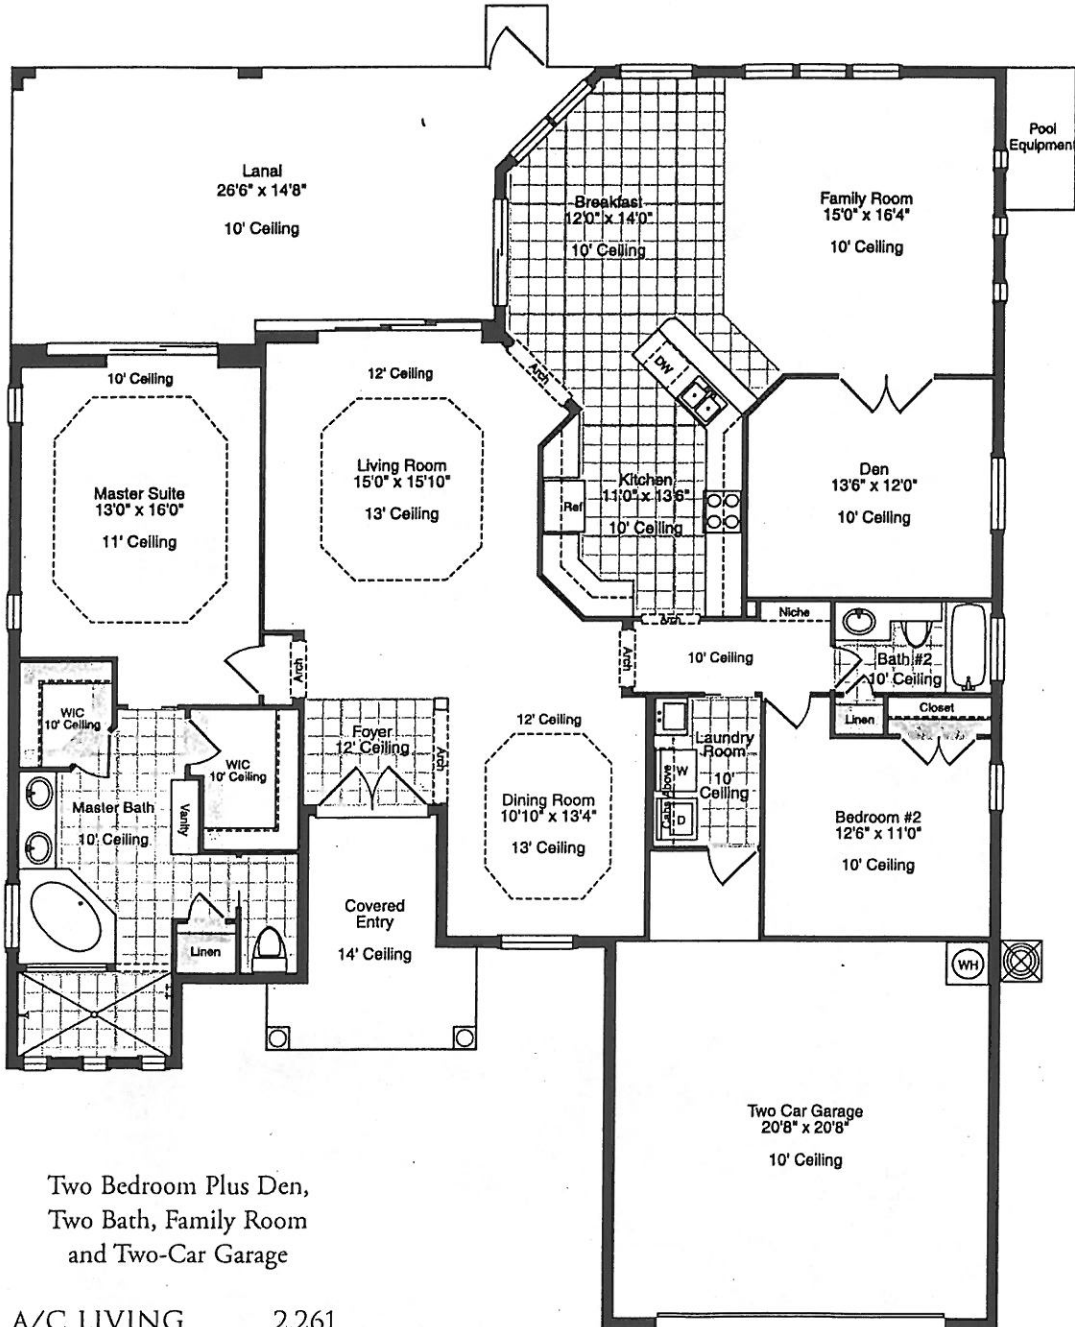 Lanai
26'6" x 14'8"
10' Ceiling
Breakfast
12'0" x 14'0"
10' Ceiling
Family Room
15'0" x 16'4"
10' Ceiling
Pool
Equipment
10' Ceiling
Master Suite
13'0" x 16'0"
11' Ceiling
12' Ceiling
Living Room
15'0" x 15'10"
13' Ceiling
Arch
DW
Kitchen
11'0" x 13'6"
10' Ceiling
Ref
Den
13'6" x 12'0"
10' Ceiling
Arch
Niche
Arch
Arch
10' Ceiling
Bath #2
10' Ceiling
Linen
Closet
WIC
10' Ceiling
WIC
10' Ceiling
Foyer
12' Ceiling
Arch
12' Ceiling
Dining Room
10'10" x 13'4"
13' Ceiling
Laundry
Room
10'
Ceiling
Cabs Above
W
D
Bedroom #2
12'6" x 11'0"
10' Ceiling
Master Bath
10' Ceiling
Vanity
Linen
Covered
Entry
14' Ceiling
WH
Two Car Garage
20'8" x 20'8"
10' Ceiling
Two Bedroom Plus Den,
Two Bath, Family Room
and Two-Car Garage
A/C LIVING 2,261